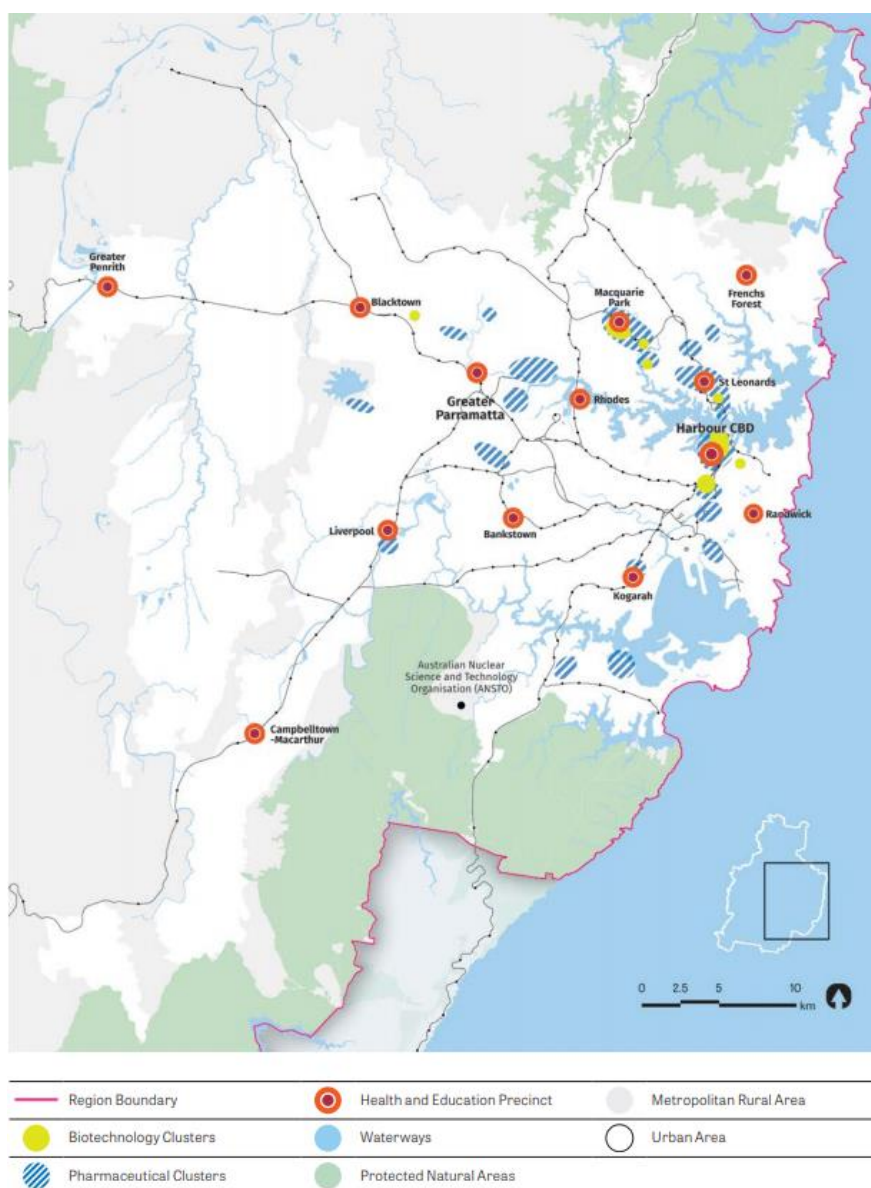 Greater
Penrith
Blacktown
Macquarie
Park
Frenchs
Forest
Greater
Parramatta
Rhodes
St Leonards
Harbour CBD
Liverpool
Bankstown
Randwick
Kogarah
Australian Nuclear
Science and Technology
Organisation (ANSTO)
Campbelltown
-Macarthur
0 2.5 5 10
km
Region Boundary
Health and Education Precinct
Metropolitan Rural Area
Biotechnology Clusters
Waterways
Urban Area
Pharmaceutical Clusters
Protected Natural Areas